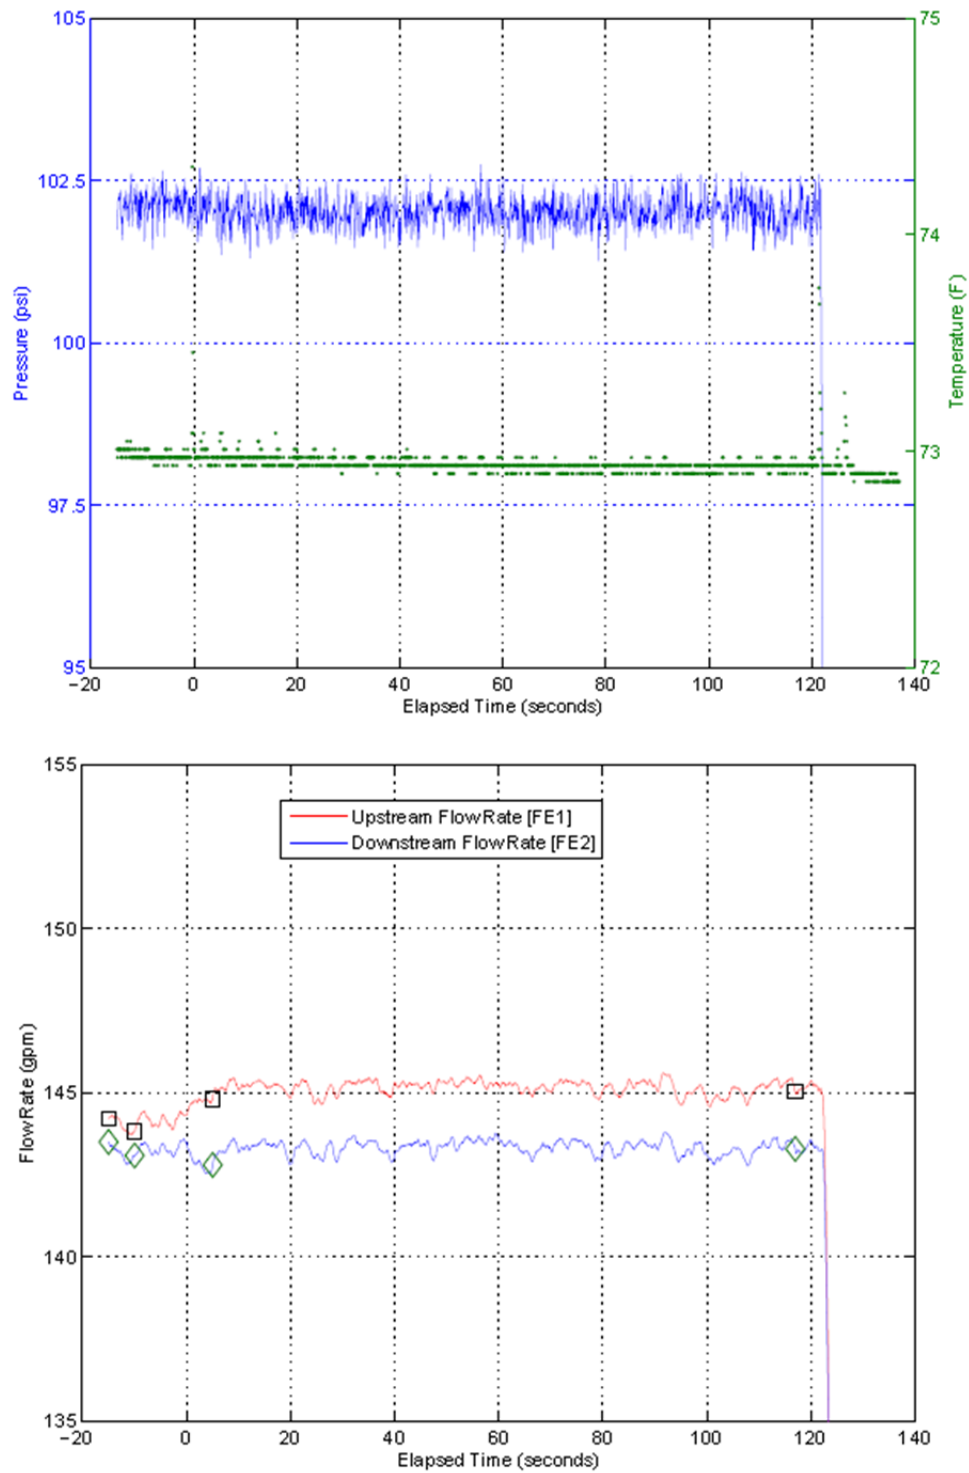 105
102.5
100
97.5
95
Pressure (psi)
75
74
73
72
Temperature (F)
−20 0 20 40 60 80 100 120 140
Elapsed Time (seconds)
155
150
145
140
135
FlowRate (gpm)
Upstream FlowRate [FE1]
Downstream FlowRate [FE2]
−20 0 20 40 60 80 100 120 140
Elapsed Time (seconds)